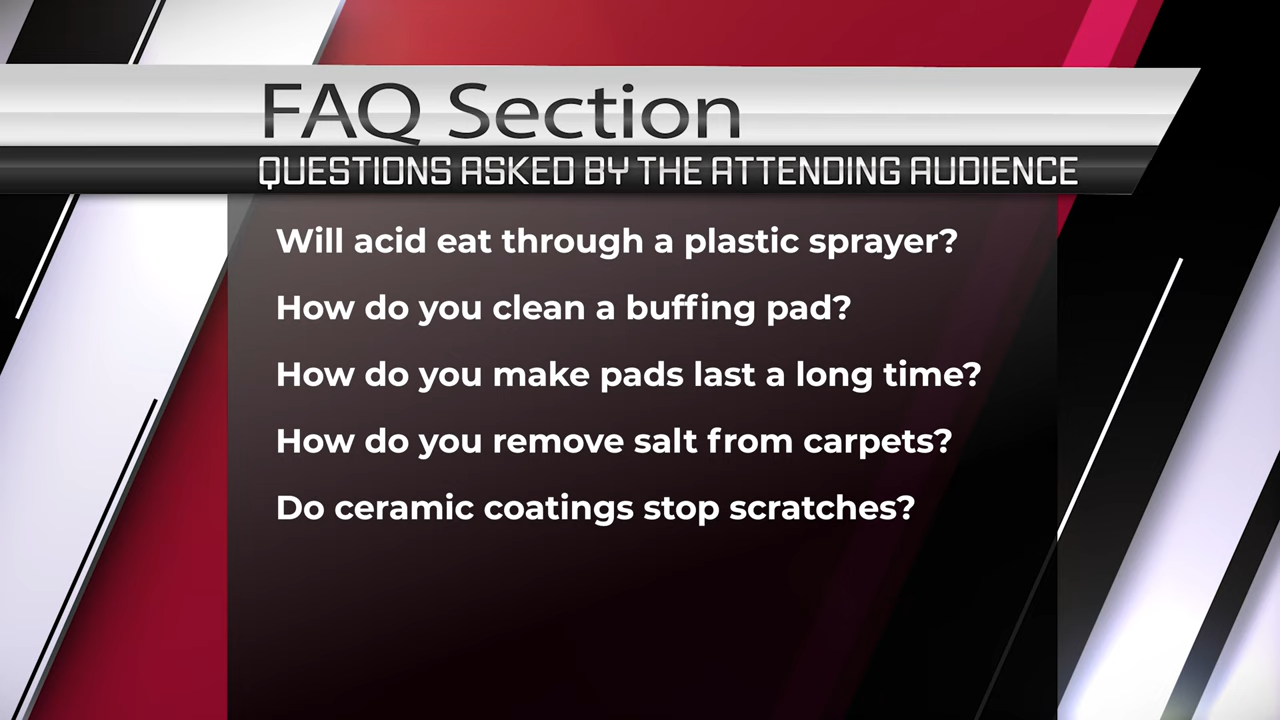 FAQ Section
QUESTIONS ASKED BY THE ATTENDING AUDIENCE
Will acid eat through a plastic sprayer?
How do you clean a buffing pad?
How do you make pads last a long time?
How do you remove salt from carpets?
Do ceramic coatings stop scratches?